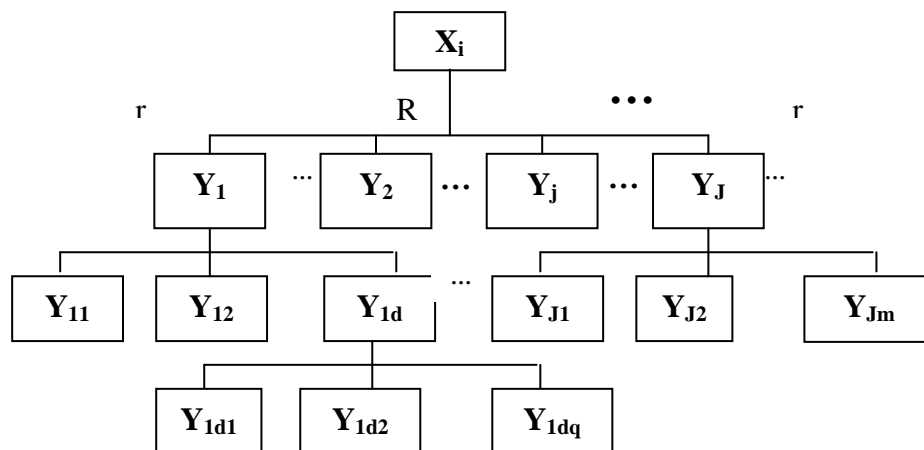 Xi
r R ... r
Y1 ... Y2 ... Yj ... YJ ...
Y11 Y12 Y1d ... YJ1 YJ2 YJm
Y1d1 Y1d2 Y1dq